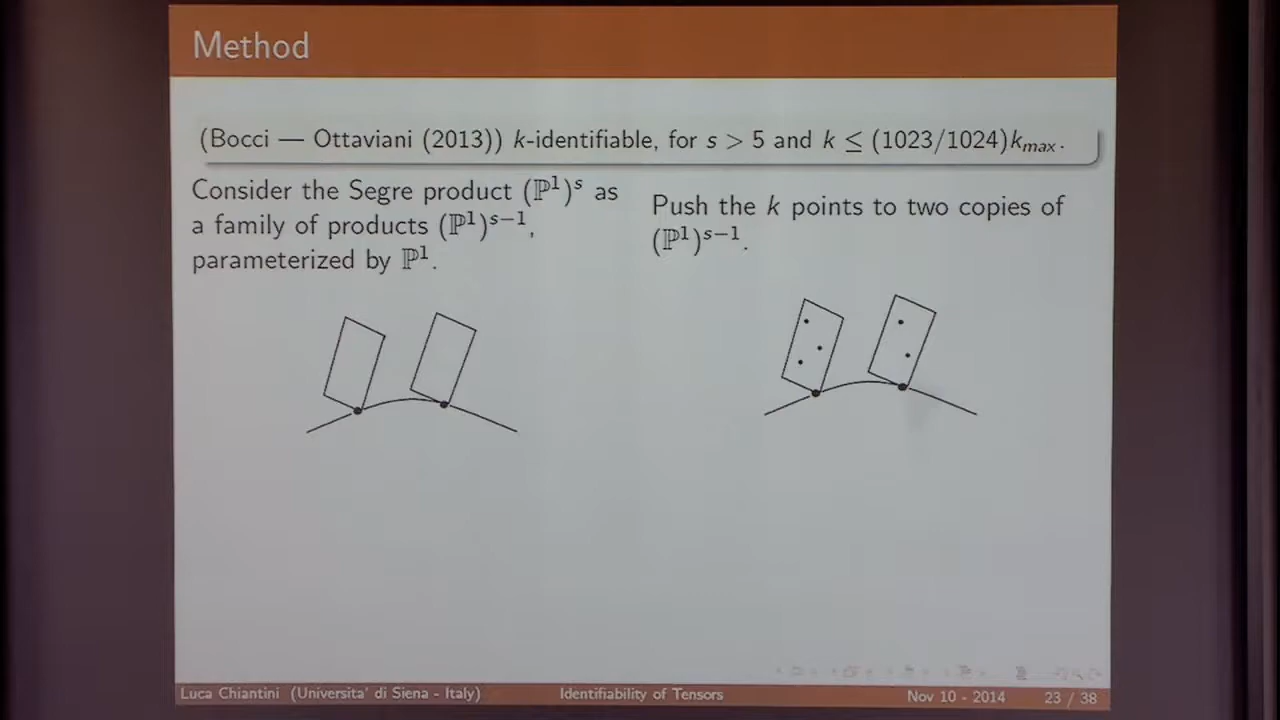 Method
(Bocci — Ottaviani (2013)) k-identifiable, for s > 5 and k ≤ (1023/1024)k_max.
Consider the Segre product (ℙ¹)ˢ as
a family of products (ℙ¹)ˢ⁻¹,
parameterized by ℙ¹.
Push the k points to two copies of
(ℙ¹)ˢ⁻¹.
Luca Chiantini (Universita' di Siena - Italy)
Identifiability of Tensors
Nov 10 - 2014
23 / 38